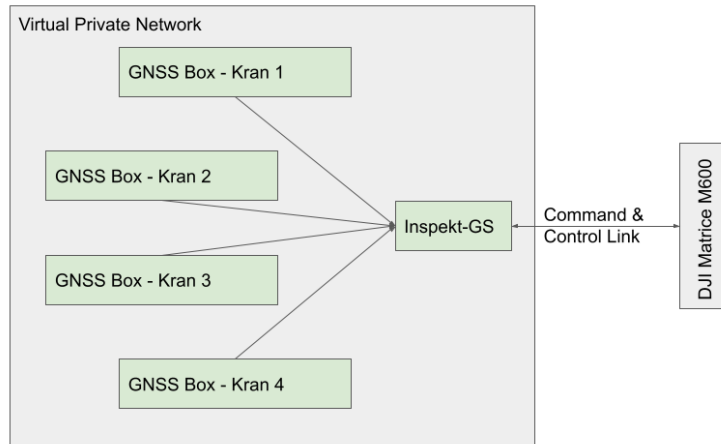 Virtual Private Network
GNSS Box - Kran 1
GNSS Box - Kran 2
GNSS Box - Kran 3
GNSS Box - Kran 4
Inspekt-GS
Command &
Control Link
DJI Matrice M600